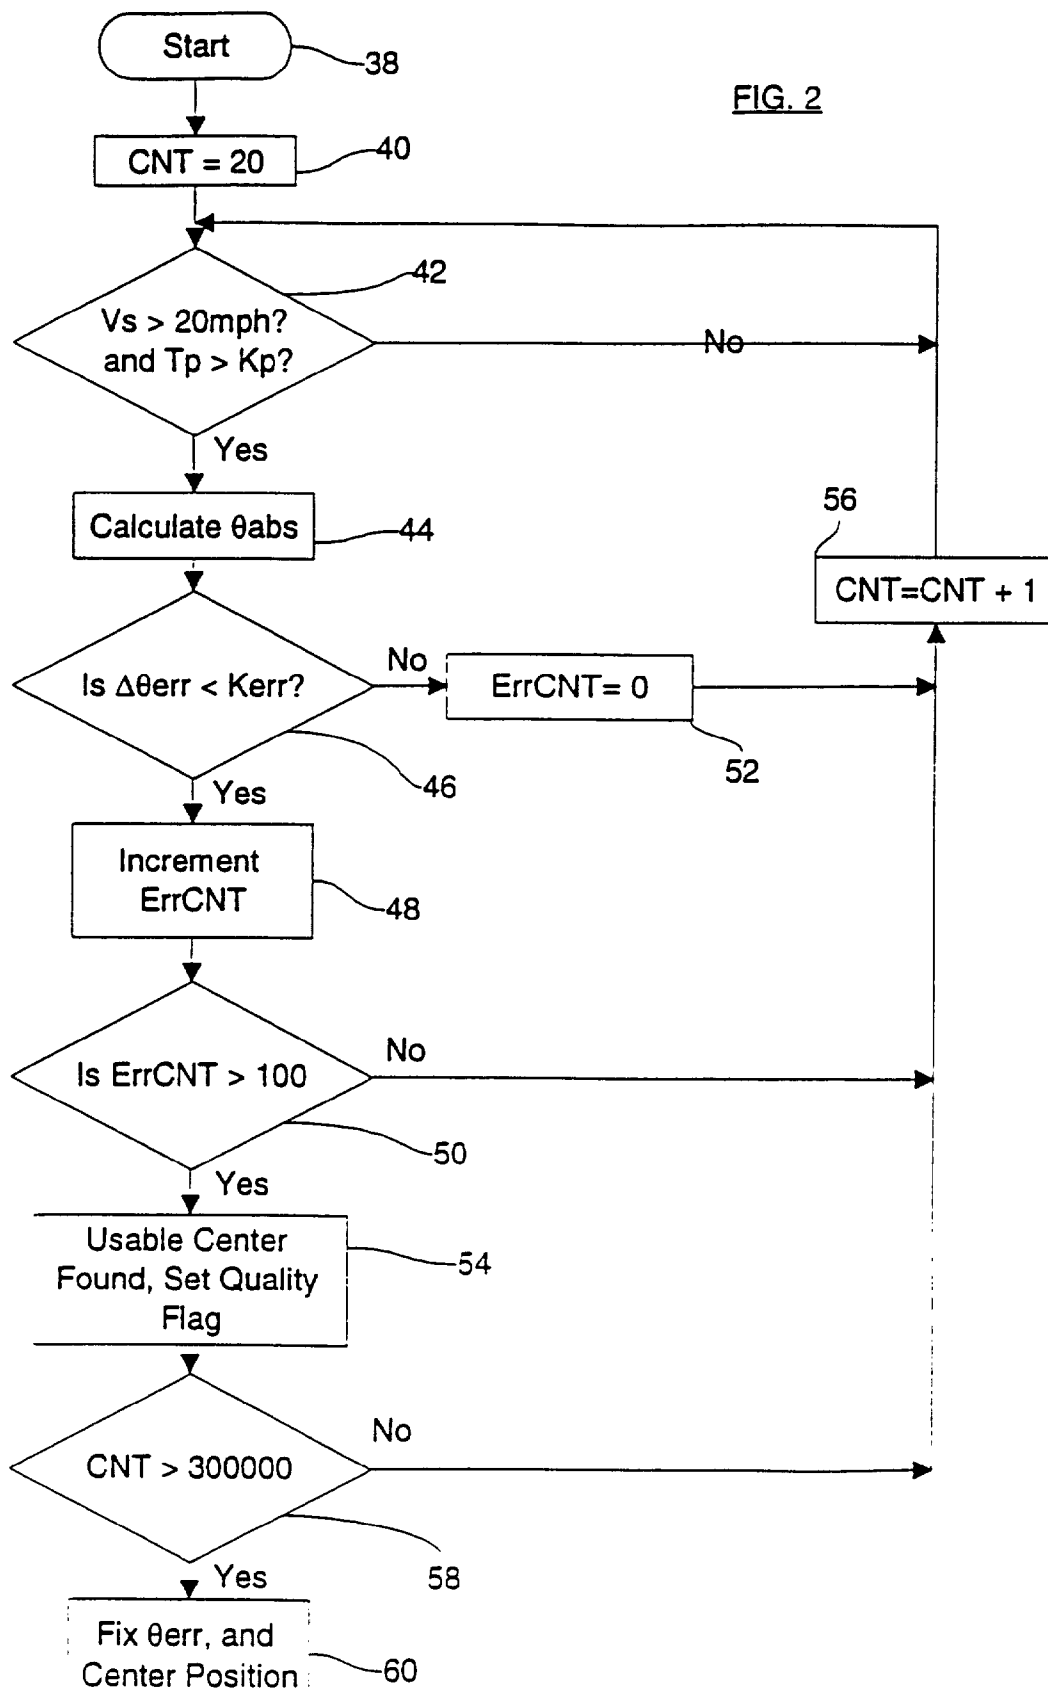 Start
38
FIG. 2
CNT = 20
40
42
Vs > 20mph?
and Tp > Kp?
No
Yes
Calculate θabs
44
56
CNT=CNT + 1
Is Δθerr < Kerr?
No
ErrCNT= 0
52
46
Yes
Increment
ErrCNT
48
Is ErrCNT > 100
No
50
Yes
Usable Center
Found, Set Quality
Flag
54
CNT > 300000
No
58
Yes
Fix θerr, and
Center Position
60